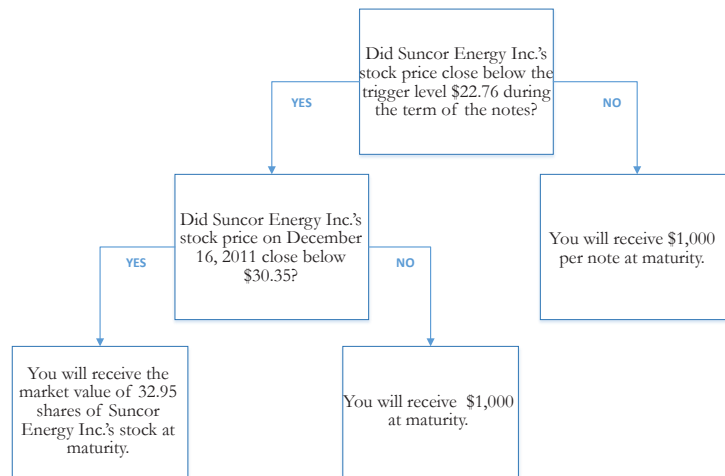 Did Suncor Energy Inc.'s
stock price close below the
trigger level $22.76 during
the term of the notes?
YES
NO
Did Suncor Energy Inc.'s
stock price on December
16, 2011 close below
$30.35?
You will receive $1,000
per note at maturity.
YES
NO
You will receive the
market value of 32.95
shares of Suncor
Energy Inc.'s stock at
maturity.
You will receive $1,000
at maturity.